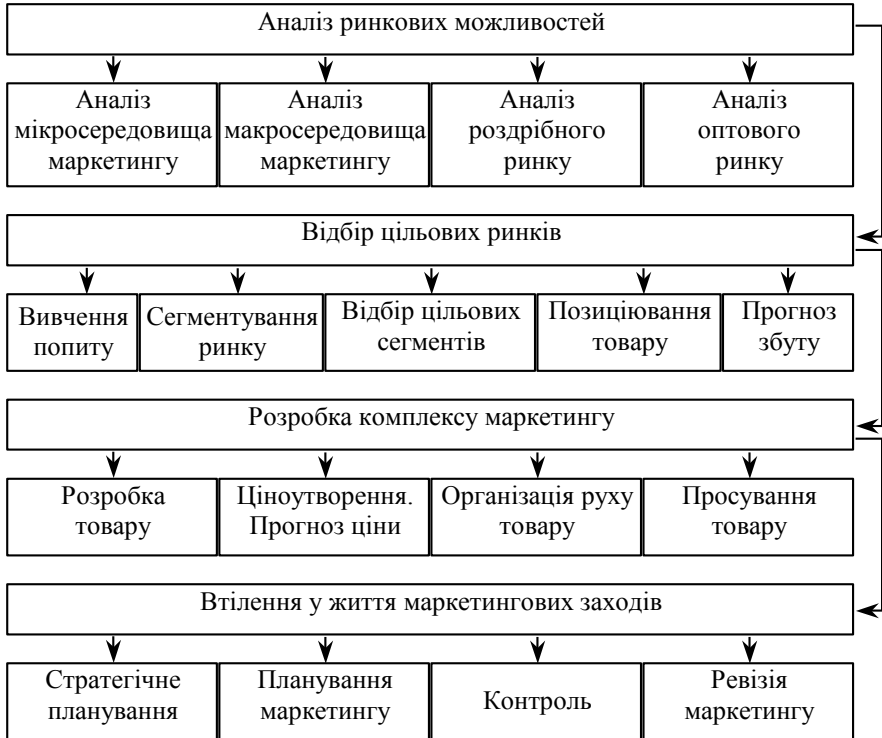 Аналіз ринкових можливостей
Аналіз
мікросередовища
маркетингу
Аналіз
макросередовища
маркетингу
Аналіз
роздрібного
ринку
Аналіз
оптового
ринку
Відбір цільових ринків
Вивчення
попиту
Сегментування
ринку
Відбір цільових
сегментів
Позиціювання
товару
Прогноз
збуту
Розробка комплексу маркетингу
Розробка
товару
Ціноутворення.
Прогноз ціни
Організація руху
товару
Просування
товару
Втілення у життя маркетингових заходів
Стратегічне
планування
Планування
маркетингу
Контроль
Ревізія
маркетингу